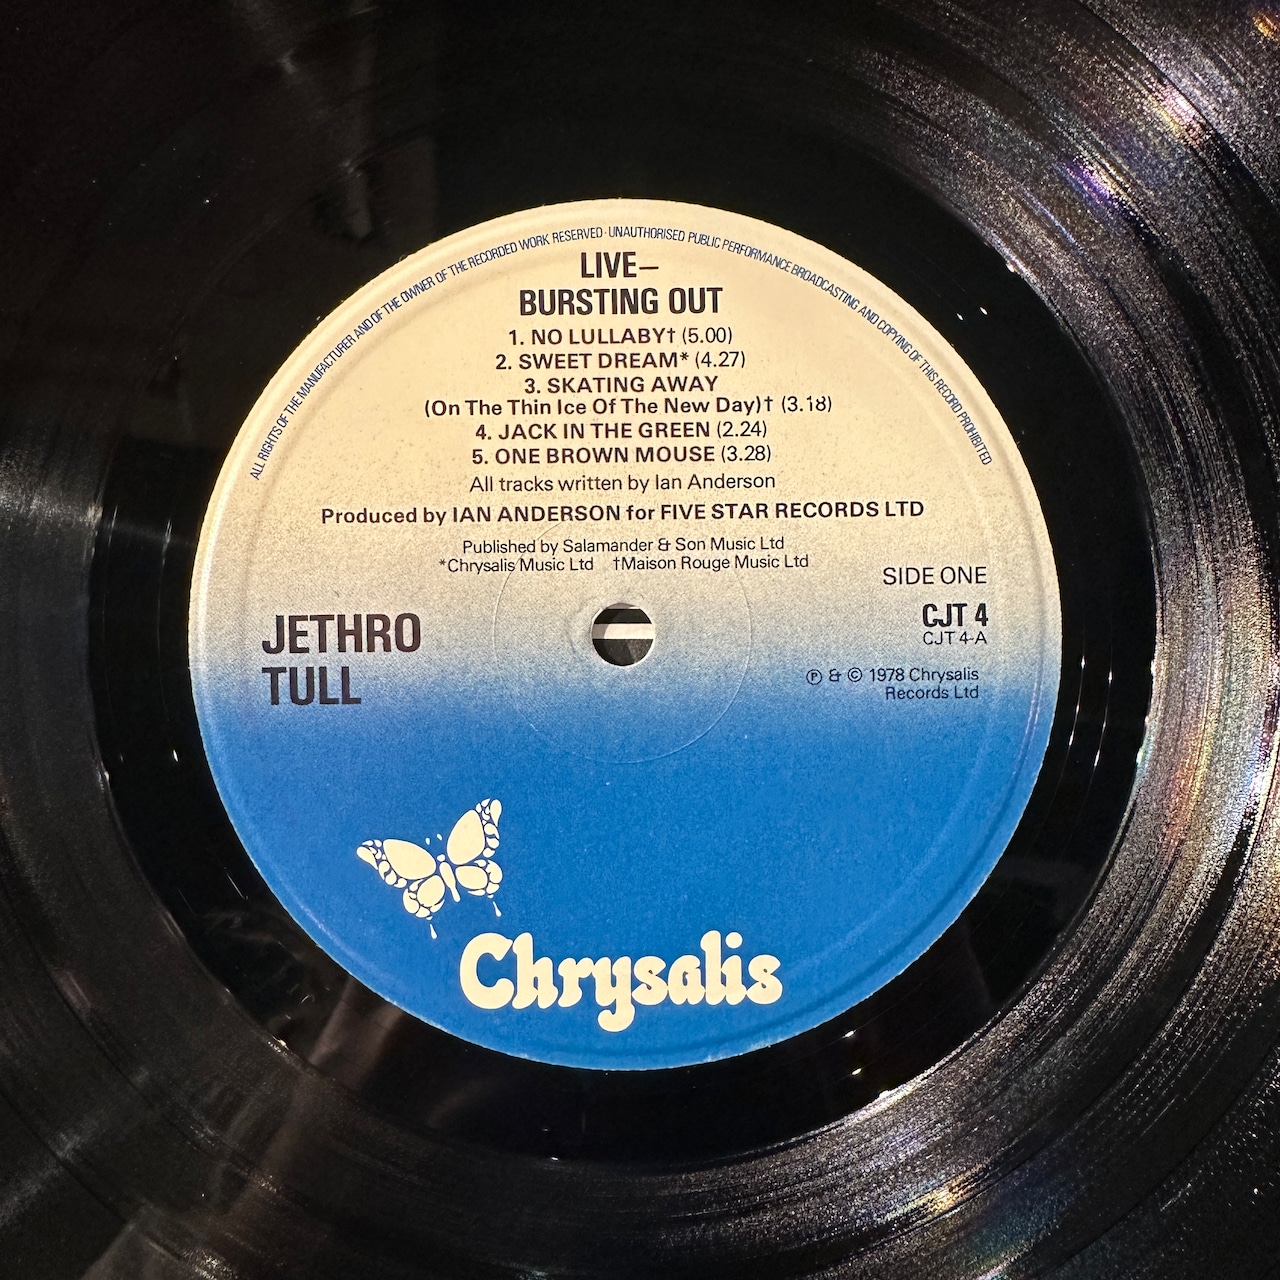 ALL RIGHTS OF THE MANUFACTURER AND OF THE OWNER OF THE RECORDED WORK RESERVED · UNAUTHORISED PUBLIC PERFORMANCE BROADCASTING AND COPYING OF THIS RECORD PROHIBITED
LIVE–
BURSTING OUT
1. NO LULLABY† (5.00)
2. SWEET DREAM* (4.27)
3. SKATING AWAY
(On The Thin Ice Of The New Day)† (3.18)
4. JACK IN THE GREEN (2.24)
5. ONE BROWN MOUSE (3.28)
All tracks written by Ian Anderson
Produced by IAN ANDERSON for FIVE STAR RECORDS LTD
Published by Salamander & Son Music Ltd
*Chrysalis Music Ltd †Maison Rouge Music Ltd
SIDE ONE
CJT 4
CJT 4-A
JETHRO
TULL
℗ & © 1978 Chrysalis
Records Ltd
Chrysalis